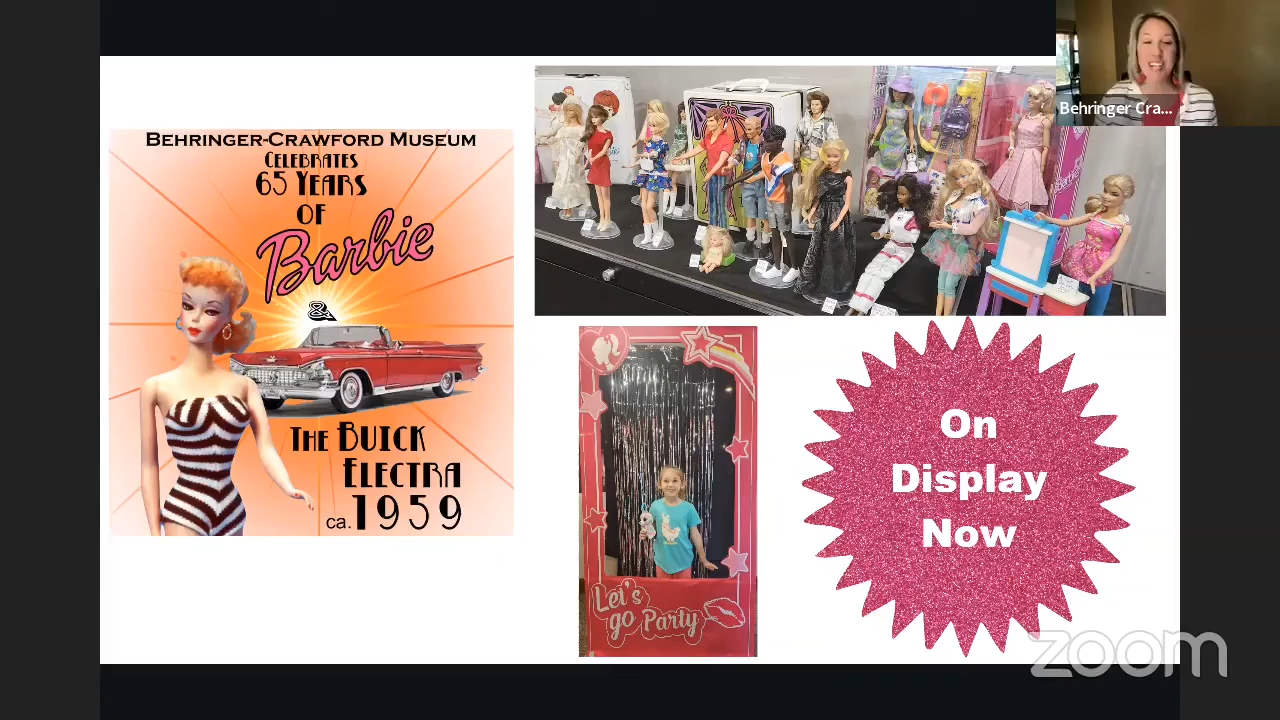 BEHRINGER-CRAWFORD MUSEUM
CELEBRATES
65 YEARS
OF
Barbie
&
THE BUICK
ELECTRA
ca. 1959
Barbie
Let's
go Party
On
Display
Now
Behringer Cra...
zoom